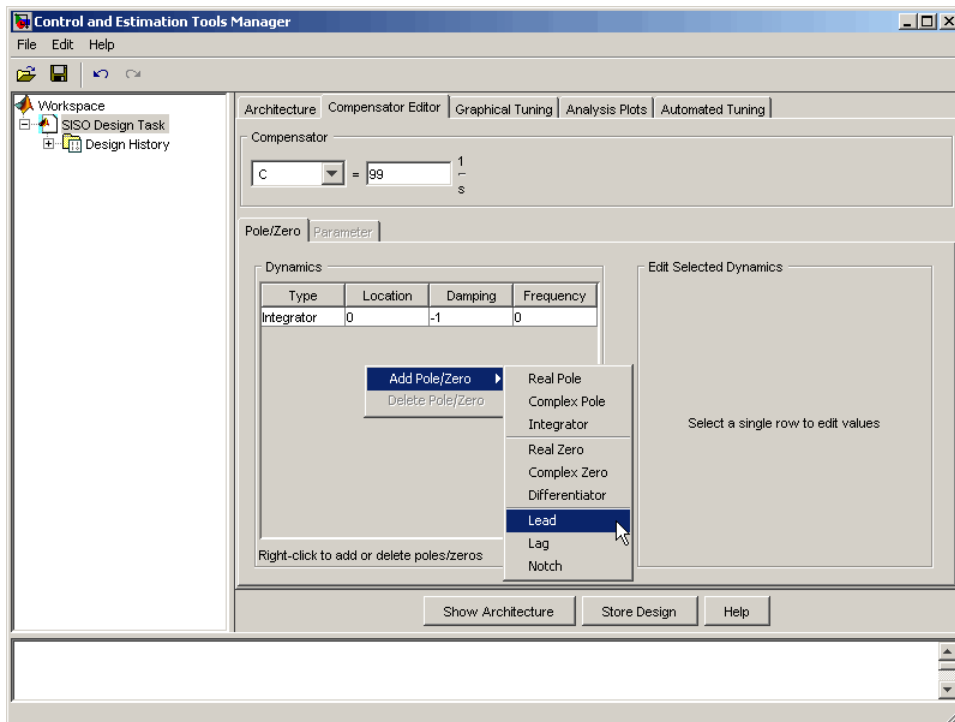 Control and Estimation Tools Manager
File Edit Help
Workspace
SISO Design Task
Design History
Architecture Compensator Editor Graphical Tuning Analysis Plots Automated Tuning
Compensator
C = 99 1
s
Pole/Zero Parameter
Dynamics
Type Location Damping Frequency
Integrator 0 -1 0
Add Pole/Zero
Delete Pole/Zero
Real Pole
Complex Pole
Integrator
Real Zero
Complex Zero
Differentiator
Lead
Lag
Notch
Right-click to add or delete poles/zeros
Edit Selected Dynamics
Select a single row to edit values
Show Architecture Store Design Help